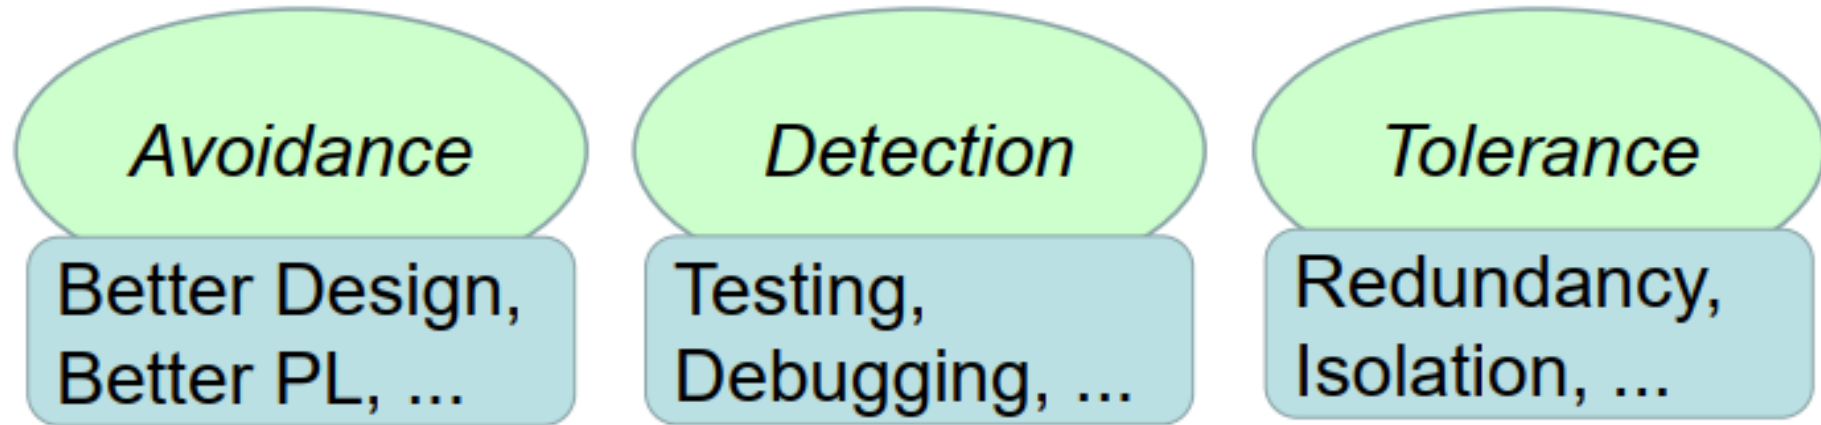 Avoidance
Better Design,
Better PL, ...
Detection
Testing,
Debugging, ...
Tolerance
Redundancy,
Isolation, ...